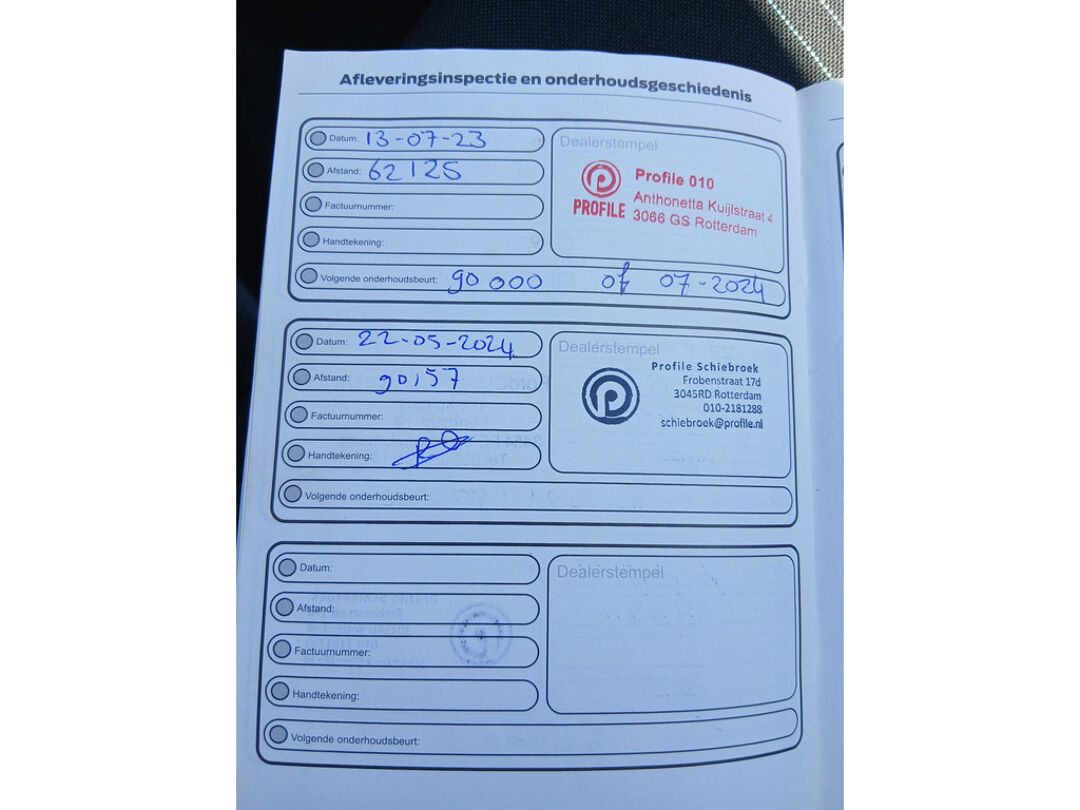 Afleveringsinspectie en onderhoudsgeschiedenis
Datum: 13-07-23
Afstand: 62125
Factuurnummer:
Handtekening:
Volgende onderhoudsbeurt: 90 000 of 07-2024
Dealerstempel
PROFILE
Profile 010
Anthonetta Kuijlstraat 4
3066 GS Rotterdam
Datum: 22-05-2024
Afstand: 90157
Factuurnummer:
Handtekening:
Volgende onderhoudsbeurt:
Dealerstempel
Profile Schiebroek
Frobenstraat 17d
3045RD Rotterdam
010-2181288
schiebroek@profile.nl
Datum:
Afstand:
Factuurnummer:
Handtekening:
Volgende onderhoudsbeurt:
Dealerstempel